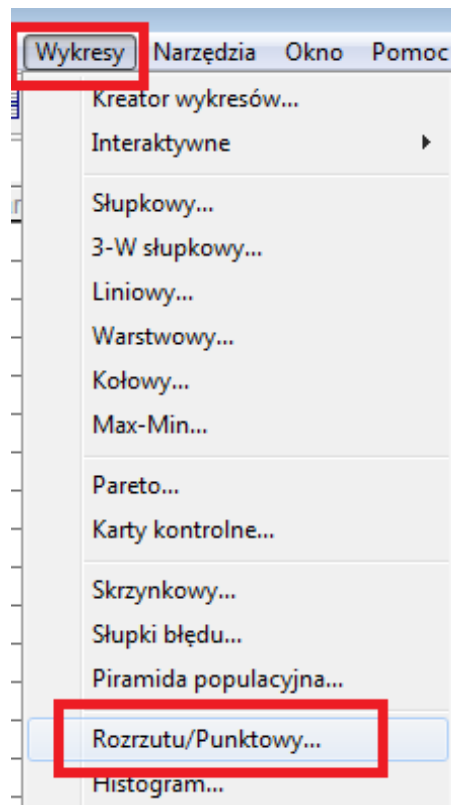 Wykresy Narzędzia Okno Pomoc
Kreator wykresów...
Interaktywne
Słupkowy...
3-W słupkowy...
Liniowy...
Warstwowy...
Kołowy...
Max-Min...
Pareto...
Karty kontrolne...
Skrzynkowy...
Słupki błędu...
Piramida populacyjna...
Rozrzutu/Punktowy...
Histogram...